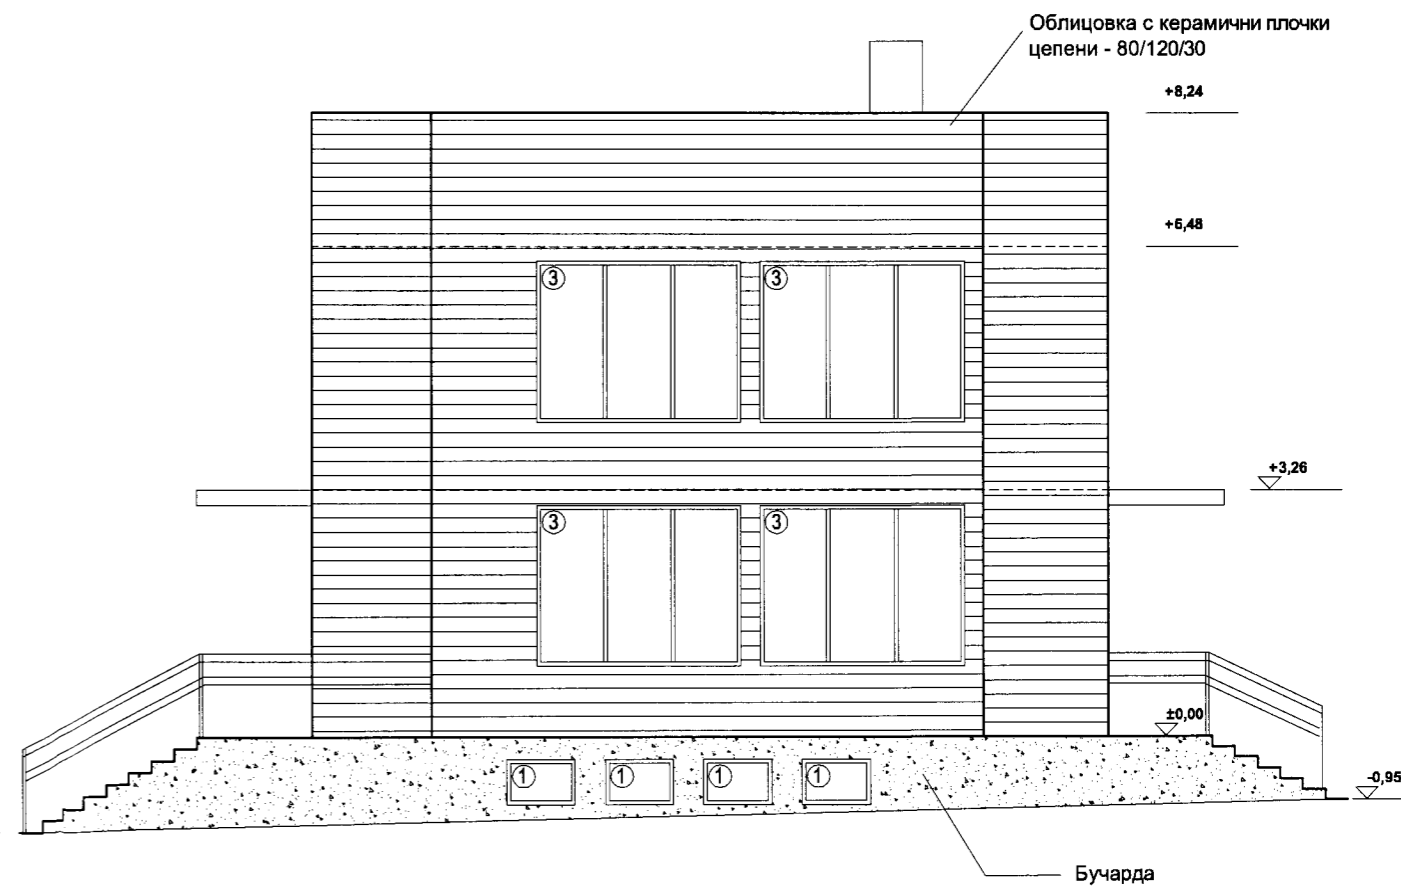 Облицовка с керамични плочки
цепени - 80/120/30
+8,24
+6,48
3 3
+3,26
3 3
±0,00
1 1 1 1
-0,95
Бучарда